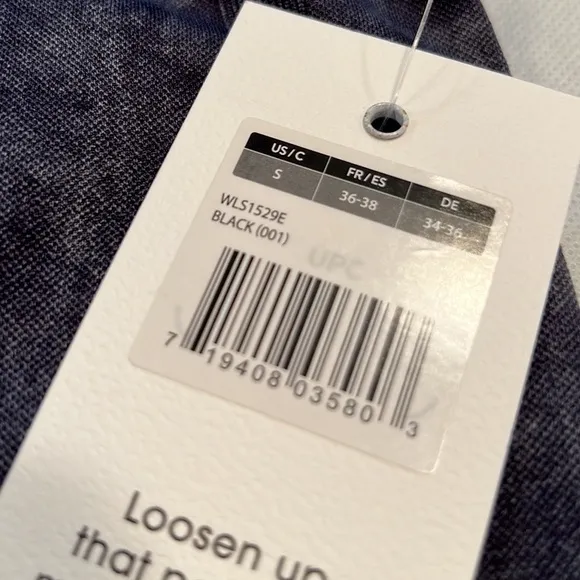 US/C FR/ES DE
S 36-38 34-36
WLS1529E
BLACK (001)
UPC
7 19408 03580 3
Loosen up
that